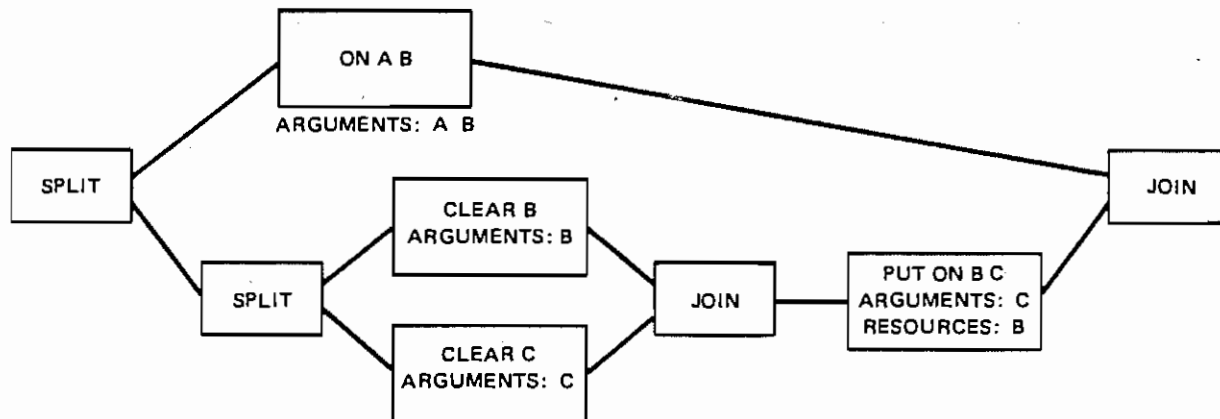 ON A B
ARGUMENTS: A B
SPLIT
JOIN
CLEAR B
ARGUMENTS: B
SPLIT
JOIN
PUT ON B C
ARGUMENTS: C
RESOURCES: B
CLEAR C
ARGUMENTS: C